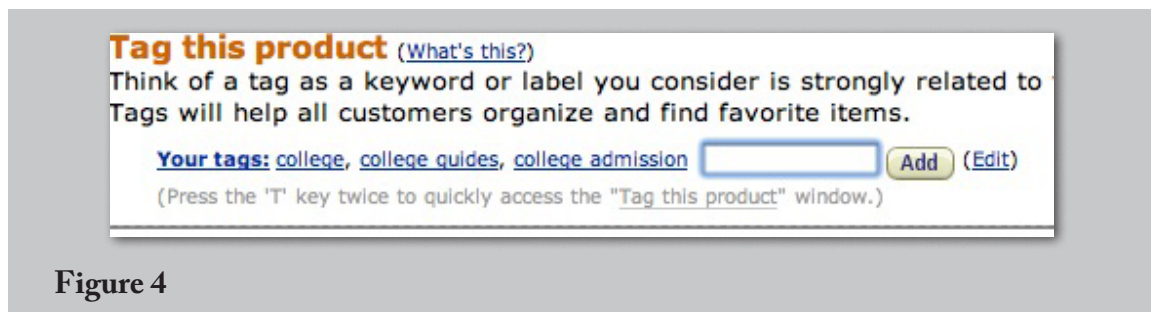 Tag this product (What's this?)
Think of a tag as a keyword or label you consider is strongly related to
Tags will help all customers organize and find favorite items.
Your tags: college, college guides, college admission Add (Edit)
(Press the 'T' key twice to quickly access the "Tag this product" window.)
Figure 4